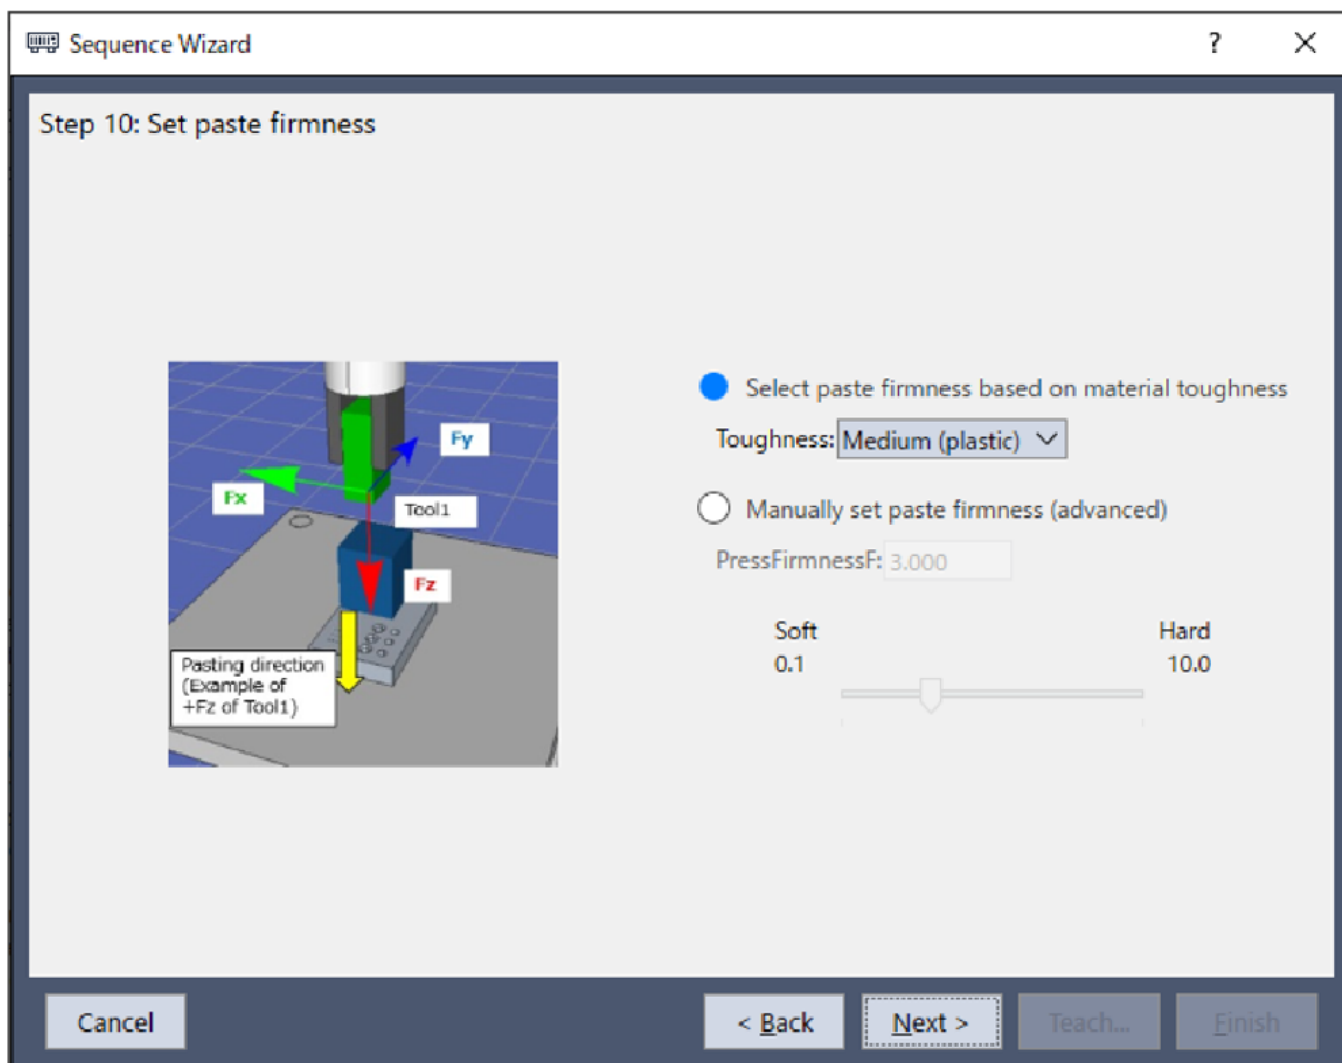 Sequence Wizard
?
Step 10: Set paste firmness
Fy
Fx
Tool1
Fz
Pasting direction
(Example of
+Fz of Tool1)
Select paste firmness based on material toughness
Toughness: Medium (plastic)
Manually set paste firmness (advanced)
PressFirmnessF: 3.000
Soft Hard
0.1 10.0
Cancel
< Back
Next >
Teach...
Finish